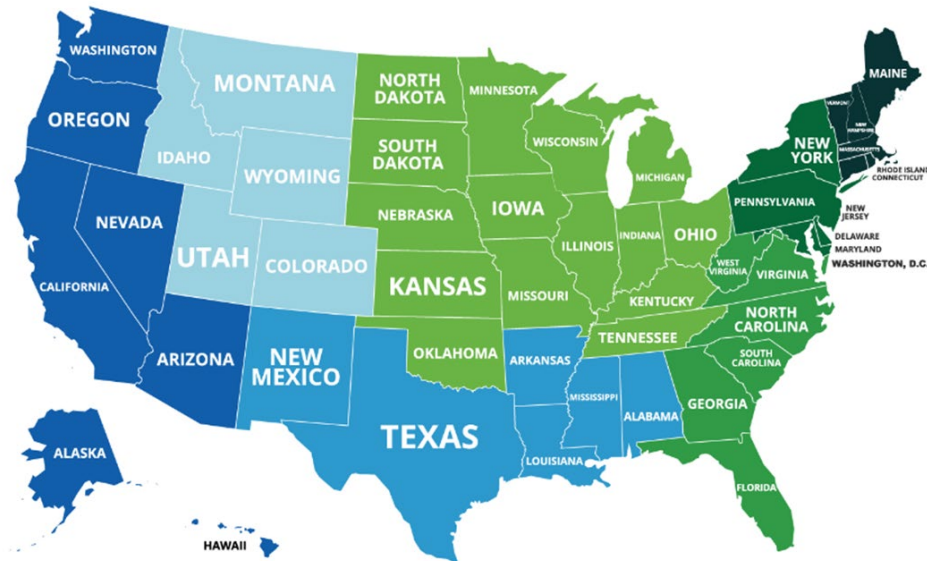 WASHINGTON
MONTANA
NORTH
DAKOTA
MINNESOTA
MAINE
OREGON
IDAHO
WYOMING
SOUTH
DAKOTA
WISCONSIN
MICHIGAN
VERMONT
NEW
HAMPSHIRE
MASSACHUSETTS
RHODE ISLAND
CONNECTICUT
NEW
YORK
PENNSYLVANIA
NEW
JERSEY
DELAWARE
MARYLAND
WASHINGTON, D.C.
NEVADA
UTAH
COLORADO
NEBRASKA
IOWA
ILLINOIS
INDIANA
OHIO
WEST
VIRGINIA
VIRGINIA
CALIFORNIA
KANSAS
MISSOURI
KENTUCKY
NORTH
CAROLINA
ARIZONA
NEW
MEXICO
OKLAHOMA
ARKANSAS
TENNESSEE
SOUTH
CAROLINA
TEXAS
LOUISIANA
MISSISSIPPI
ALABAMA
GEORGIA
FLORIDA
ALASKA
HAWAII